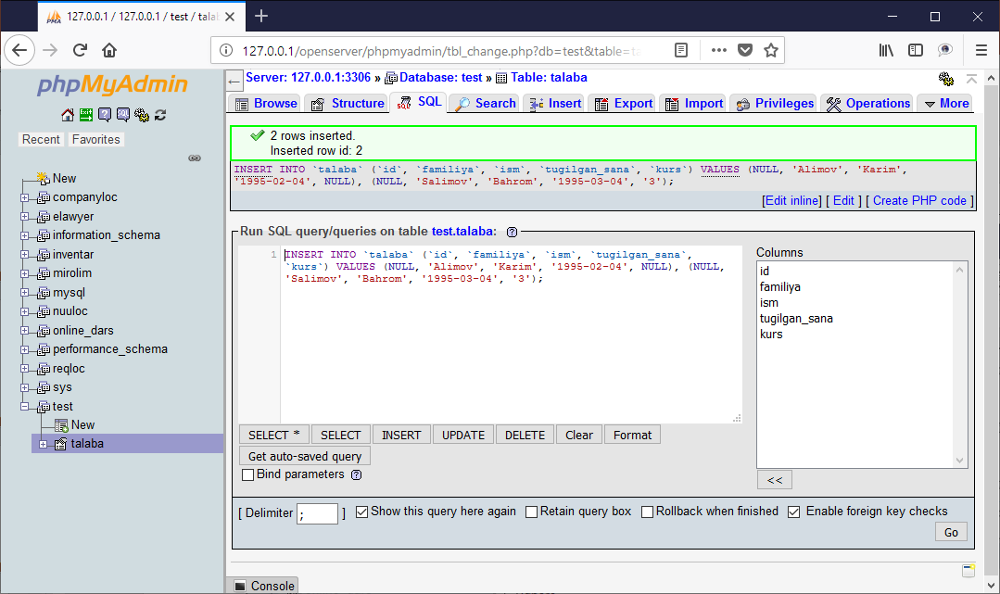 127.0.0.1 / 127.0.0.1 / test / tala
127.0.0.1/openserver/phpmyadmin/tbl_change.php?db=test&table=ta
phpMyAdmin
Recent Favorites
New
companyloc
elawyer
information_schema
inventar
mirolim
mysql
nuuloc
online_dars
performance_schema
reqloc
sys
test
New
talaba
Server: 127.0.0.1:3306 » Database: test » Table: talaba
Browse Structure SQL Search Insert Export Import Privileges Operations More
2 rows inserted.
Inserted row id: 2
INSERT INTO `talaba` (`id`, `familiya`, `ism`, `tugilgan_sana`, `kurs`) VALUES (NULL, 'Alimov', 'Karim',
'1995-02-04', NULL), (NULL, 'Salimov', 'Bahrom', '1995-03-04', '3');
[Edit inline] [ Edit ] [ Create PHP code ]
Run SQL query/queries on table test.talaba:
1 INSERT INTO `talaba` (`id`, `familiya`, `ism`, `tugilgan_sana`,
`kurs`) VALUES (NULL, 'Alimov', 'Karim', '1995-02-04', NULL), (NULL,
'Salimov', 'Bahrom', '1995-03-04', '3');
Columns
id
familiya
ism
tugilgan_sana
kurs
SELECT * SELECT INSERT UPDATE DELETE Clear Format
Get auto-saved query
<<
Bind parameters
[ Delimiter ; ] Show this query here again Retain query box Rollback when finished Enable foreign key checks
Go
Console